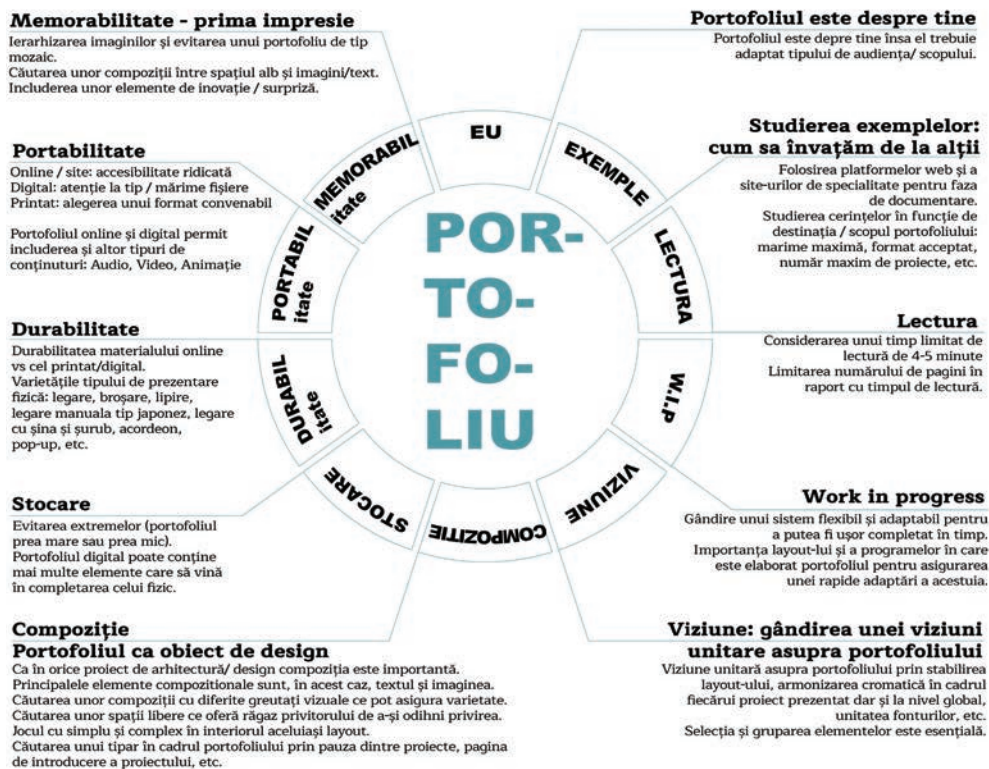 Memorabilitate - prima impresie
Ierarhizarea imaginilor și evitarea unui portofoliu de tip
mozaic.
Căutarea unor compoziții între spațiul alb și imagini/text.
Includerea unor elemente de inovație / surpriză.
Portabilitate
Online / site: accesibilitate ridicată
Digital: atenție la tip / mărime fișiere
Printat: alegerea unui format convenabil
Portofoliul online și digital permit
includerea și altor tipuri de
conținuturi: Audio, Video, Animație
Durabilitate
Durabilitatea materialului online
vs cel printat/digital.
Varietățile tipului de prezentare
fizică: legare, broșare, lipire,
legare manuala tip japonez, legare
cu șina și șurub, acordeon,
pop-up, etc.
Stocare
Evitarea extremelor (portofoliul
prea mare sau prea mic).
Portofoliul digital poate conține
mai multe elemente care să vină
în completarea celui fizic.
Compoziție
Portofoliul ca obiect de design
Ca în orice proiect de arhitectură/ design compoziția este importantă.
Principalele elemente compozitionale sunt, în acest caz, textul și imaginea.
Căutarea unor compoziții cu diferite greutați vizuale ce pot asigura varietate.
Căutarea unor spații libere ce oferă răgaz privitorului de a-și odihni privirea.
Jocul cu simplu și complex în interiorul aceluiași layout.
Căutarea unui tipar în cadrul portofoliului prin pauza dintre proiecte, pagina
de introducere a proiectului, etc.
EU
EXEMPLE
LECTURA
W.I.P
VIZIUNE
COMPOZITIE
STOCARE
DURABIL
itate
PORTABIL
itate
MEMORABIL
itate
POR-
TO-
FO-
LIU
Portofoliul este despre tine
Portofoliul este depre tine însa el trebuie
adaptat tipului de audiența/ scopului.
Studierea exemplelor:
cum sa învațăm de la alții
Folosirea platformelor web și a
site-urilor de specialitate pentru faza
de documentare.
Studierea cerințelor în funcție de
destinația / scopul portofoliului:
marime maximă, format acceptat,
număr maxim de proiecte, etc.
Lectura
Considerarea unui timp limitat de
lectură de 4-5 minute
Limitarea numărului de pagini în
raport cu timpul de lectură.
Work in progress
Gândire unui sistem flexibil și adaptabil pentru
a putea fi ușor completat în timp.
Importanța layout-lui și a programelor în care
este elaborat portofoliul pentru asigurarea
unei rapide adaptări a acestuia.
Viziune: gândirea unei viziuni
unitare asupra portofoliului
Viziune unitară asupra portofoliului prin stabilirea
layout-ului, armonizarea cromatică în cadrul
fiecărui proiect prezentat dar și la nivel global,
unitatea fonturilor, etc.
Selecția și gruparea elementelor este esențială.